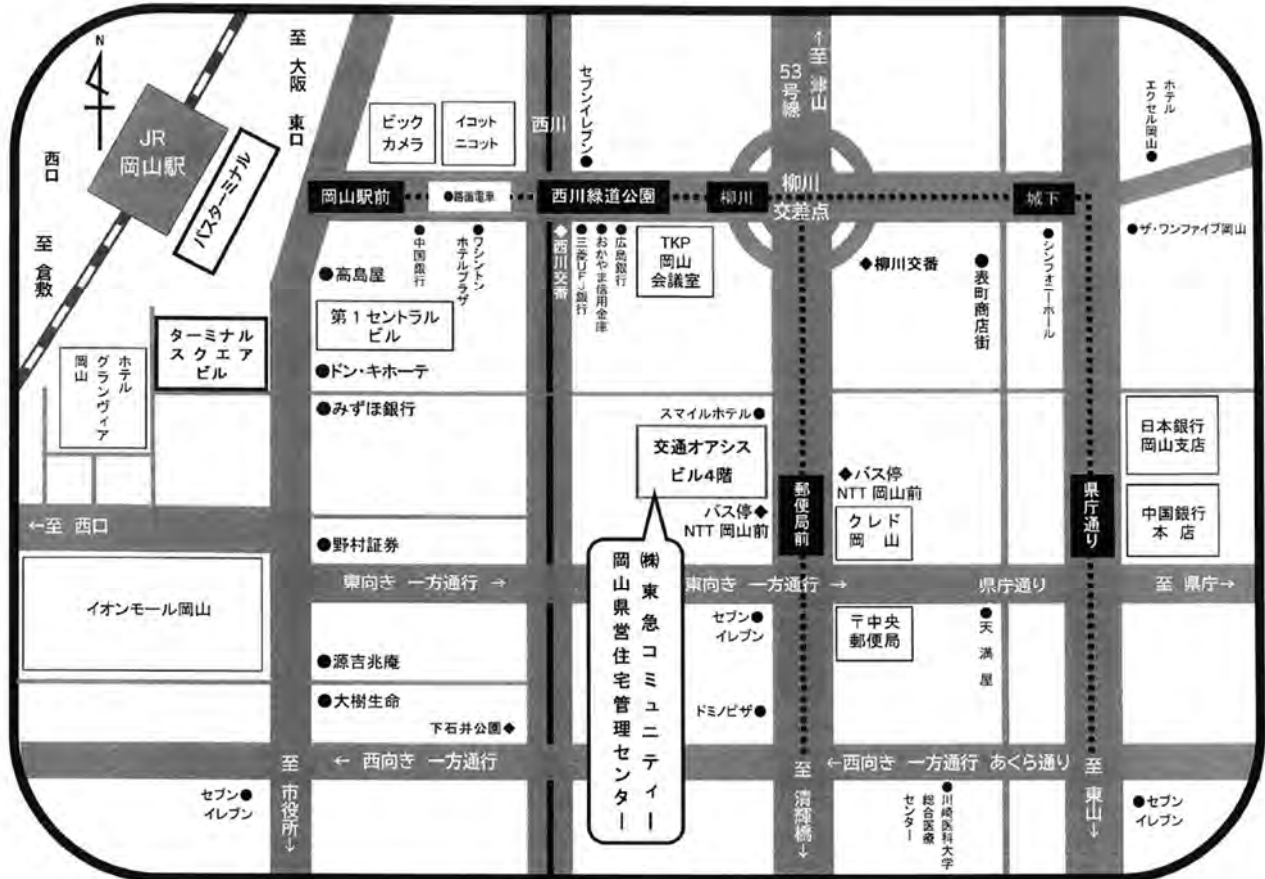 N
至 大阪 東口
JR
岡山駅
西口
至 倉敷
バスターミナル
ビック
カメラ
イコット
ニコット
西川
セブンイレブン●
53号線
↑至 津山
ホテル
エクセル岡山●
岡山駅前
●路面電車
西川緑道公園
柳川
柳川
交差点
城下
●高島屋
●中国銀行
●ワシントン
ホテルプラザ
◆西川交番
●三菱UFJ銀行
●おかやま信用金庫
●広島銀行
TKP
岡山
会議室
◆柳川交番
●表町商店街
●シンフォニーホール
●ザ・ワンファイブ岡山
第1セントラル
ビル
ターミナル
スクエア
ビル
ホテル
グランヴィア
岡山
●ドン・キホーテ
●みずほ銀行
スマイルホテル●
交通オアシス
ビル4階
バス停◆
NTT 岡山前
郵便局前
◆バス停
NTT 岡山前
クレド
岡山
県庁通り
日本銀行
岡山支店
中国銀行
本店
←至 西口
●野村証券
東向き 一方通行 →
東向き 一方通行 →
県庁通り
至 県庁→
イオンモール岡山
㈱東急コミュニティー
岡山県営住宅管理センター
セブン●
イレブン
〒中央
郵便局
●天満屋
●源吉兆庵
●大樹生命
下石井公園◆
ドミノピザ●
← 西向き 一方通行
←西向き 一方通行 あくら通り
セブン●
イレブン
至 市役所↓
至 清輝橋↓
●川崎医科大学
総合医療
センター
至 東山↓
●セブン
イレブン